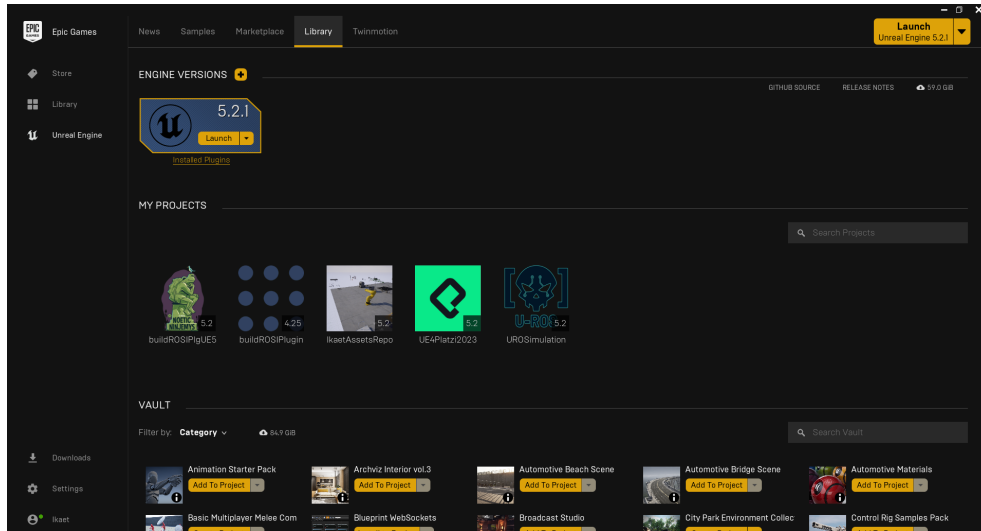 EPIC
GAMES
Epic Games
News
Samples
Marketplace
Library
Twinmotion
Launch
Unreal Engine 5.2.1
Store
Library
Unreal Engine
ENGINE VERSIONS
GITHUB SOURCE
RELEASE NOTES
59.0 GiB
5.2.1
Launch
Installed Plugins
MY PROJECTS
Search Projects
NOETIC
NINJEMYS
5.2
4.25
5.2
5.2
U-ROS
5.2
buildROSIPlgUE5
buildROSIPlugin
IkaetAssetsRepo
UE4Platzi2023
UROSimulation
VAULT
Filter by:
Category
84.9 GiB
Search Vault
Animation Starter Pack
Add To Project
Archviz Interior vol.3
Add To Project
Automotive Beach Scene
Add To Project
Automotive Bridge Scene
Add To Project
Automotive Materials
Add To Project
Basic Multiplayer Melee Com
Blueprint WebSockets
Broadcast Studio
City Park Environment Collec
Control Rig Samples Pack
Downloads
Settings
Ikaet